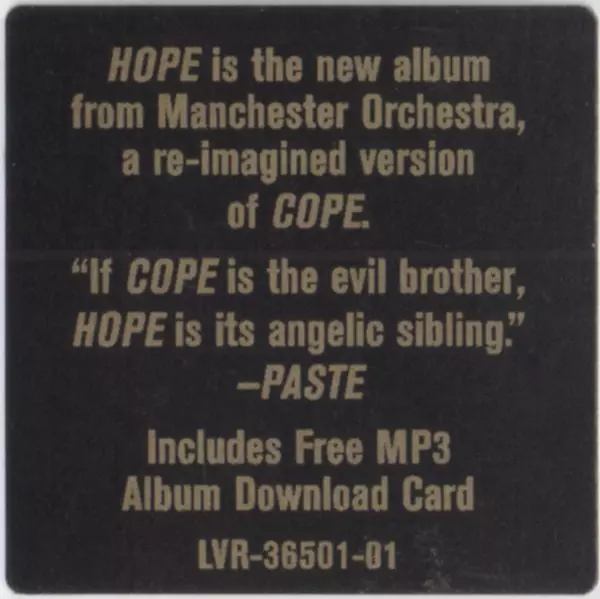 HOPE is the new album
from Manchester Orchestra,
a re-imagined version
of COPE.
“If COPE is the evil brother,
HOPE is its angelic sibling.”
–PASTE
Includes Free MP3
Album Download Card
LVR-36501-01